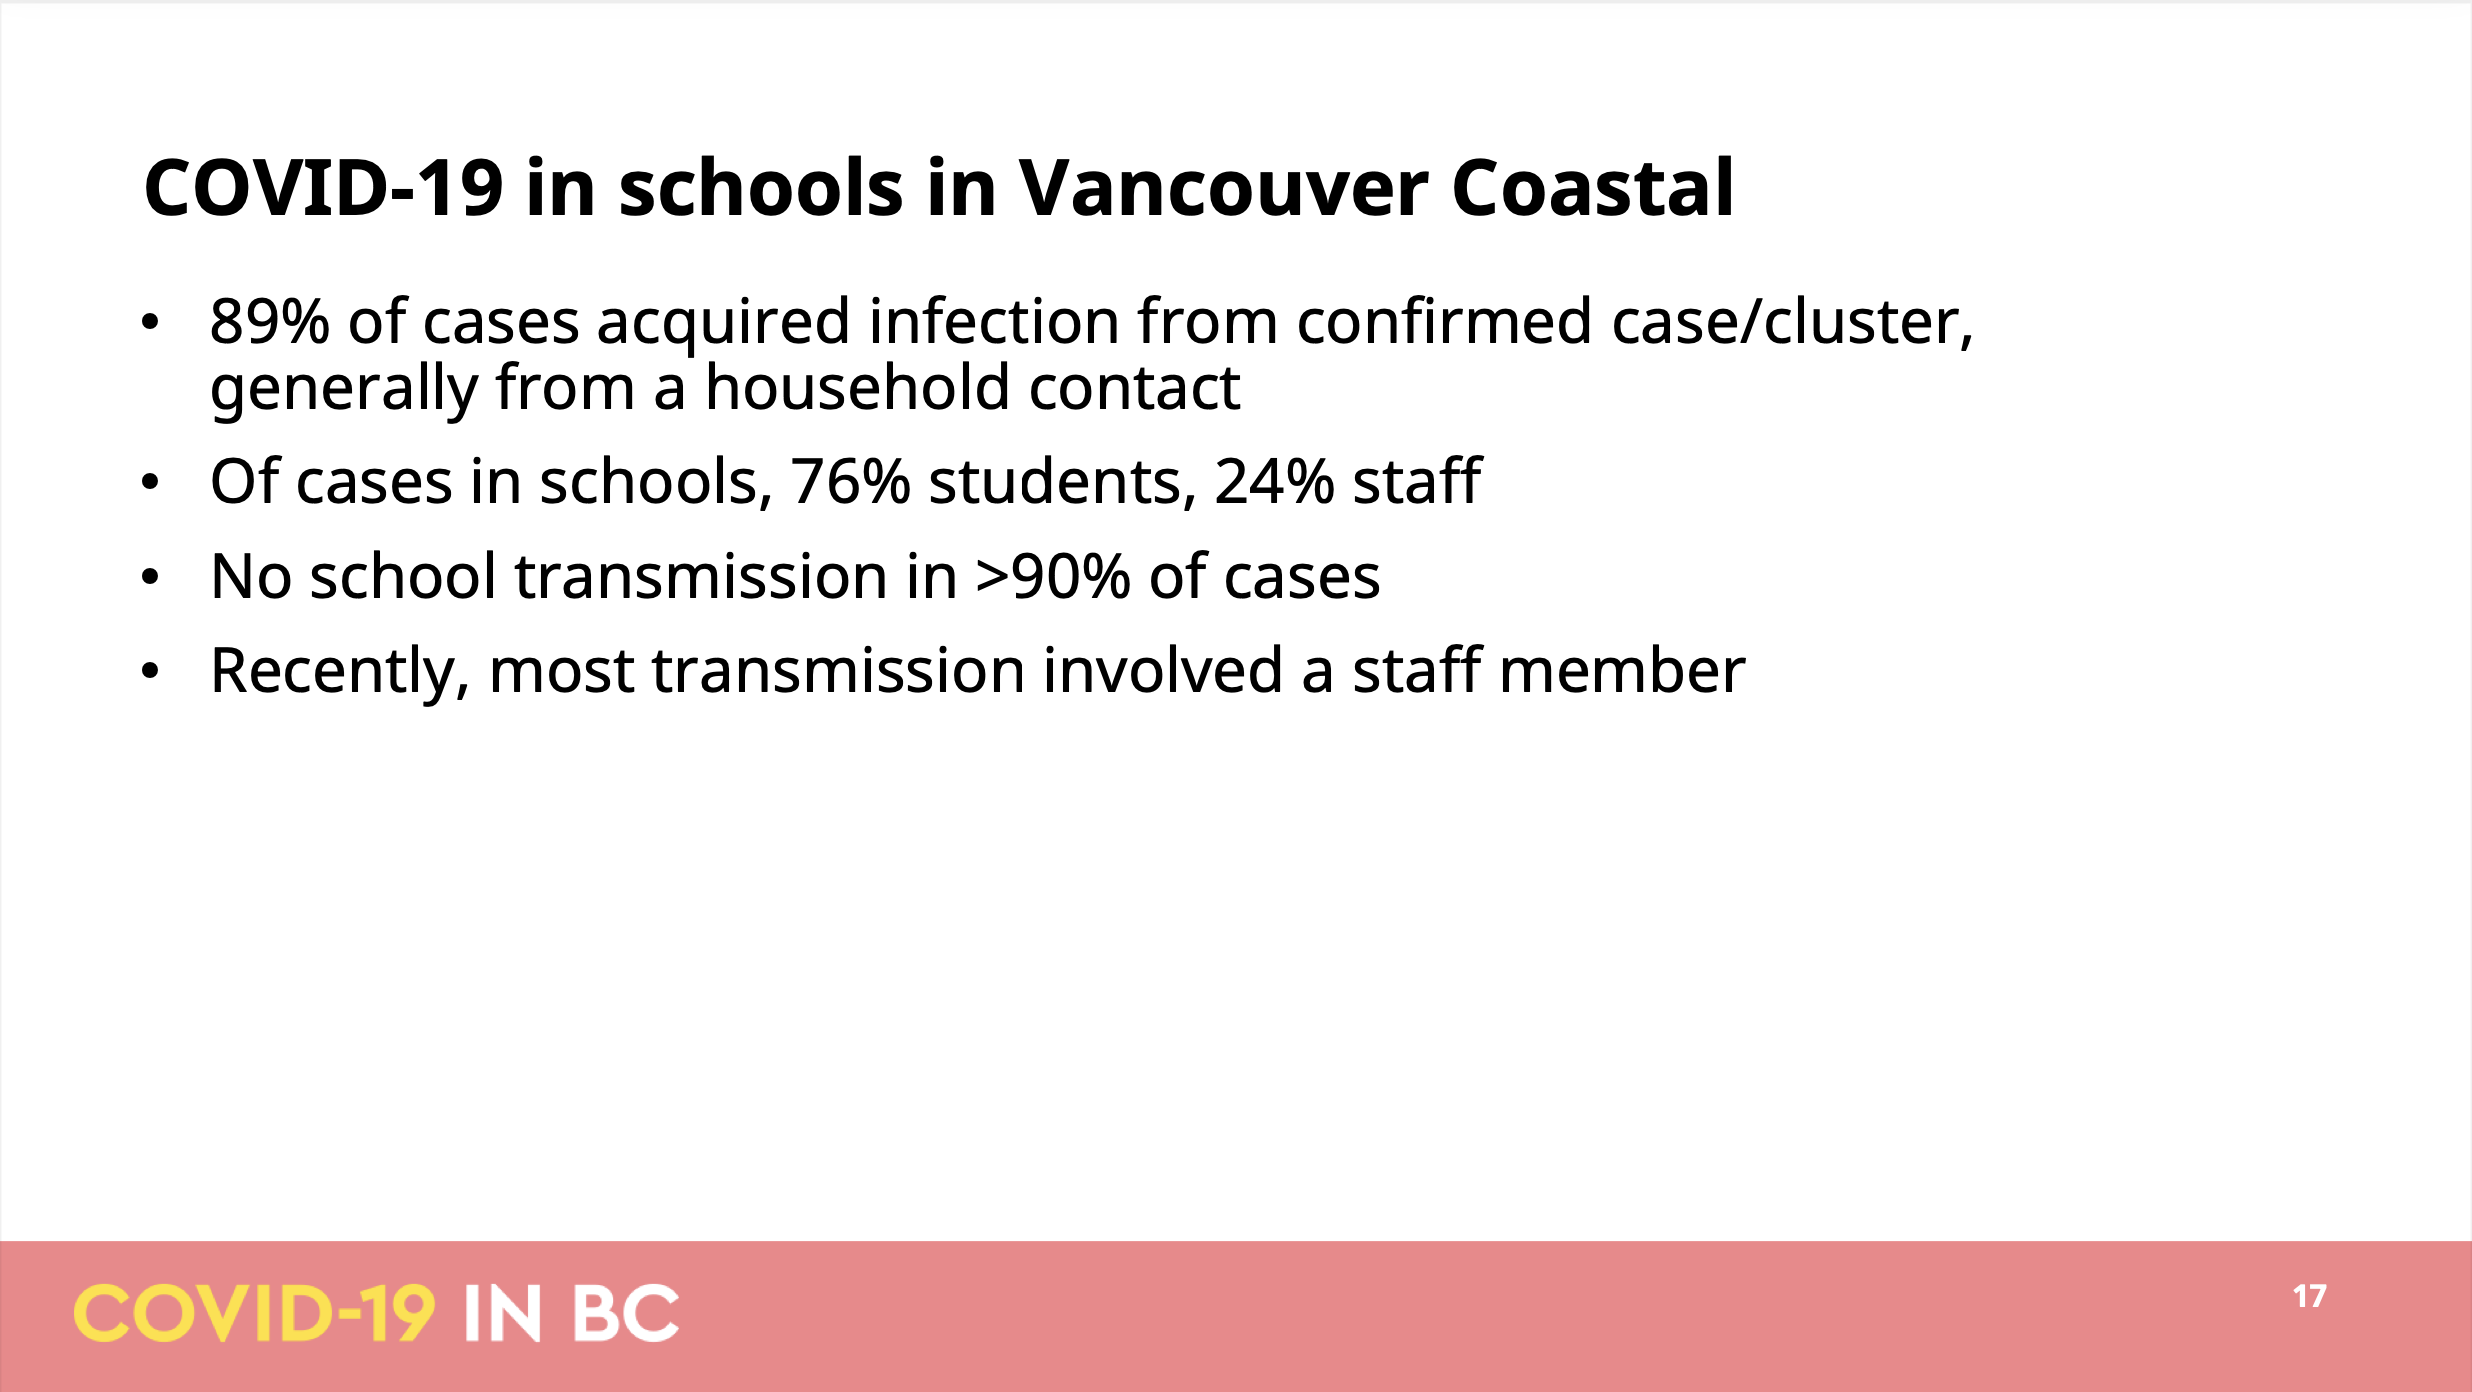 COVID-19 in schools in Vancouver Coastal
• 89% of cases acquired infection from confirmed case/cluster,
generally from a household contact
• Of cases in schools, 76% students, 24% staff
• No school transmission in >90% of cases
• Recently, most transmission involved a staff member
COVID-19 IN BC
17